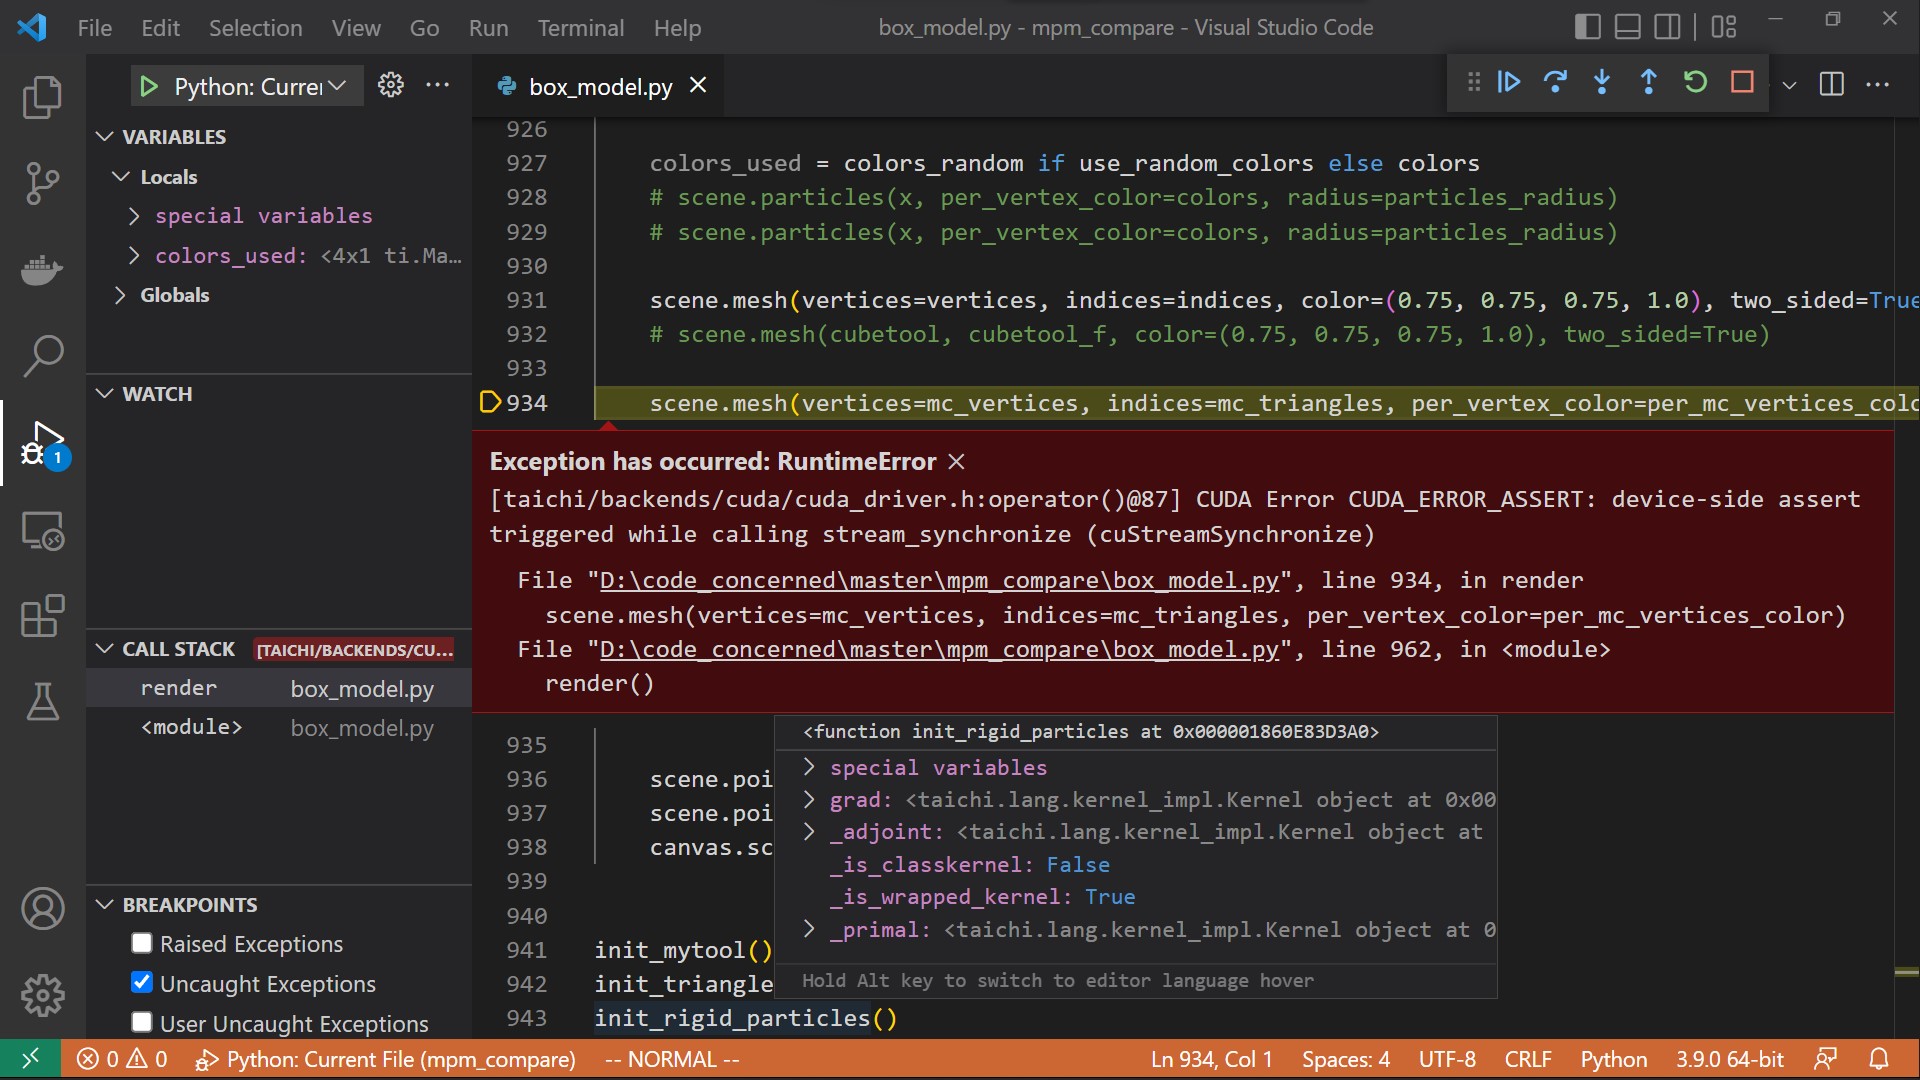 File Edit Selection View Go Run Terminal Help box_model.py - mpm_compare - Visual Studio Code
Python: Currer
box_model.py
VARIABLES
Locals
special variables
colors_used: <4x1 ti.Ma...
Globals
WATCH
CALL STACK [TAICHI/BACKENDS/CU...
render box_model.py
<module> box_model.py
BREAKPOINTS
Raised Exceptions
Uncaught Exceptions
User Uncaught Exceptions
1
926
927 colors_used = colors_random if use_random_colors else colors
928 # scene.particles(x, per_vertex_color=colors, radius=particles_radius)
929 # scene.particles(x, per_vertex_color=colors, radius=particles_radius)
930
931 scene.mesh(vertices=vertices, indices=indices, color=(0.75, 0.75, 0.75, 1.0), two_sided=True
932 # scene.mesh(cubetool, cubetool_f, color=(0.75, 0.75, 0.75, 1.0), two_sided=True)
933
934 scene.mesh(vertices=mc_vertices, indices=mc_triangles, per_vertex_color=per_mc_vertices_colo
Exception has occurred: RuntimeError
[taichi/backends/cuda/cuda_driver.h:operator()@87] CUDA Error CUDA_ERROR_ASSERT: device-side assert
triggered while calling stream_synchronize (cuStreamSynchronize)
File "D:\code_concerned\master\mpm_compare\box_model.py", line 934, in render
scene.mesh(vertices=mc_vertices, indices=mc_triangles, per_vertex_color=per_mc_vertices_color)
File "D:\code_concerned\master\mpm_compare\box_model.py", line 962, in <module>
render()
935
936 scene.poi
937 scene.poi
938 canvas.sc
939
940
941 init_mytool()
942 init_triangle
943 init_rigid_particles()
<function init_rigid_particles at 0x000001860E83D3A0>
special variables
grad: <taichi.lang.kernel_impl.Kernel object at 0x00
_adjoint: <taichi.lang.kernel_impl.Kernel object at
_is_classkernel: False
_is_wrapped_kernel: True
_primal: <taichi.lang.kernel_impl.Kernel object at 0
Hold Alt key to switch to editor language hover
0 0 Python: Current File (mpm_compare) -- NORMAL -- Ln 934, Col 1 Spaces: 4 UTF-8 CRLF Python 3.9.0 64-bit